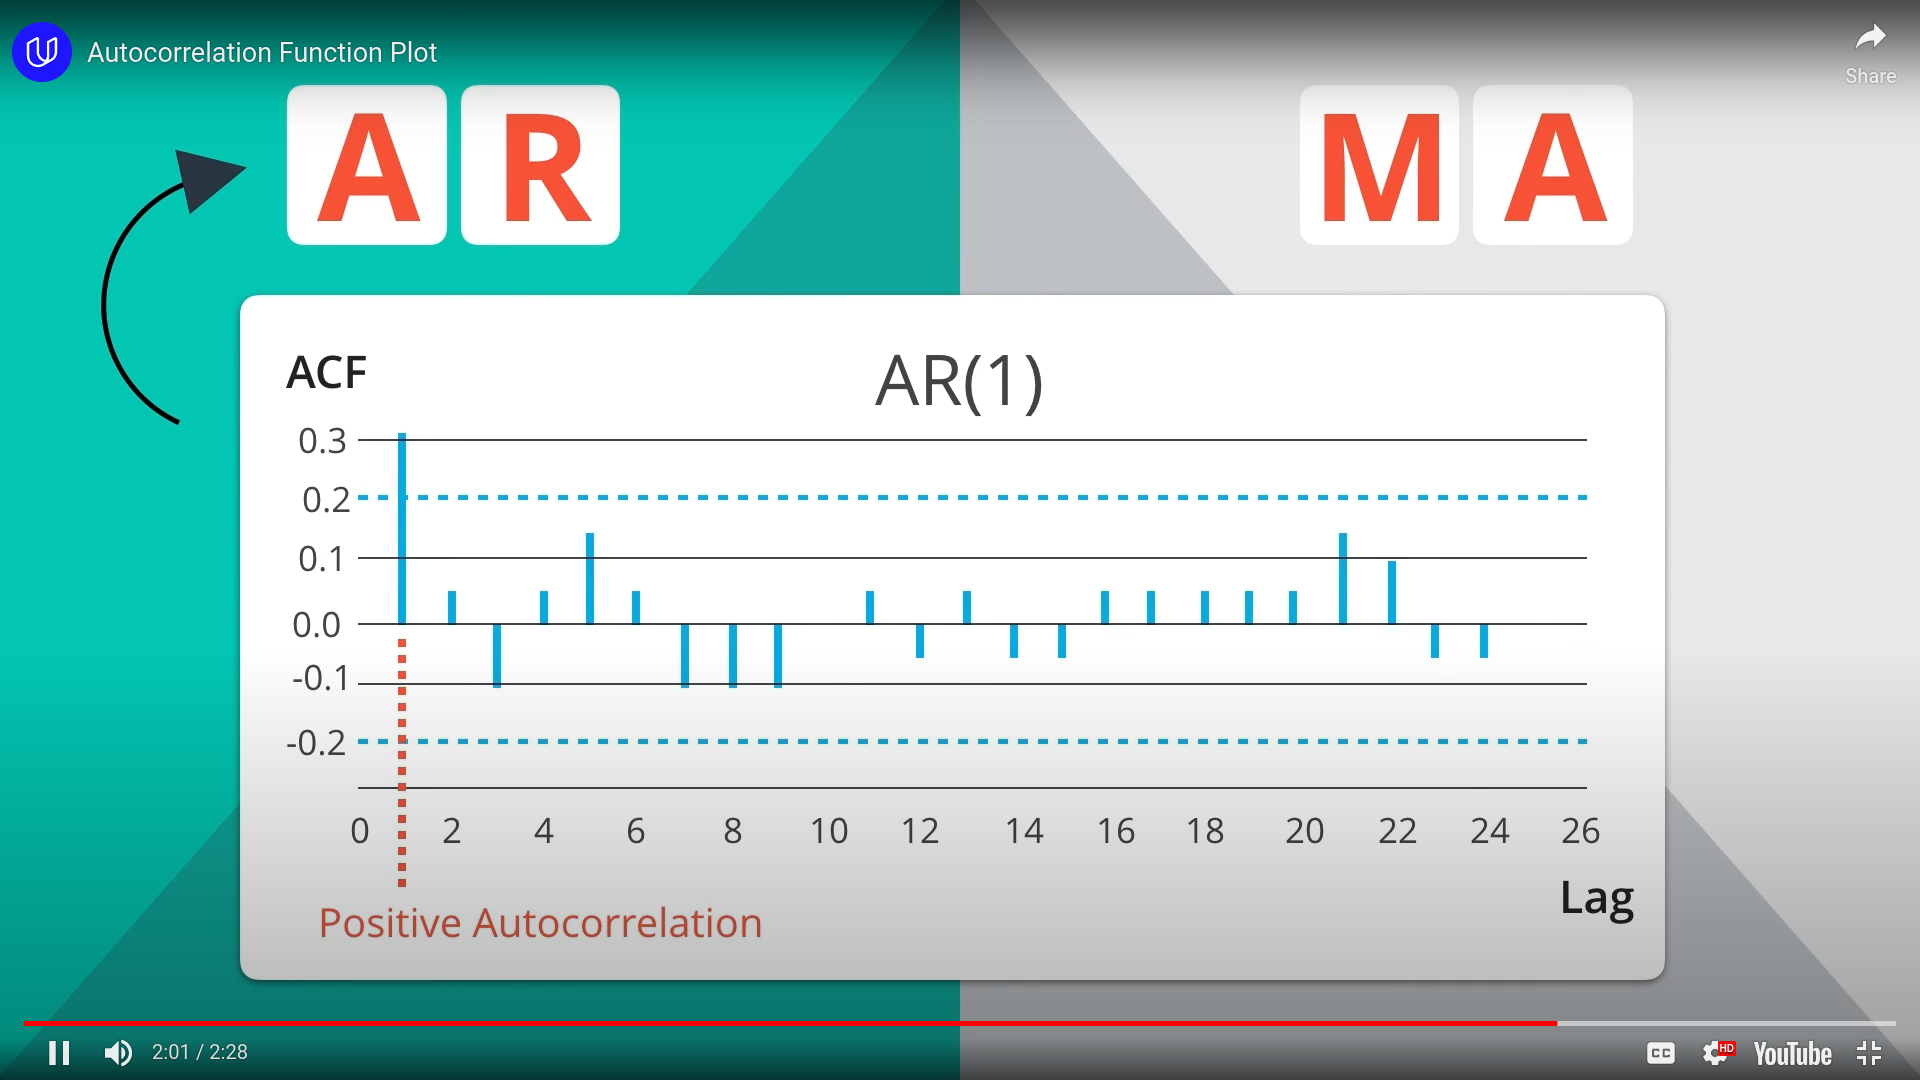 Autocorrelation Function Plot
Share
A R
M A
ACF
AR(1)
0.3
0.2
0.1
0.0
-0.1
-0.2
0 2 4 6 8 10 12 14 16 18 20 22 24 26
Lag
Positive Autocorrelation
2:01 / 2:28
CC
HD
YouTube